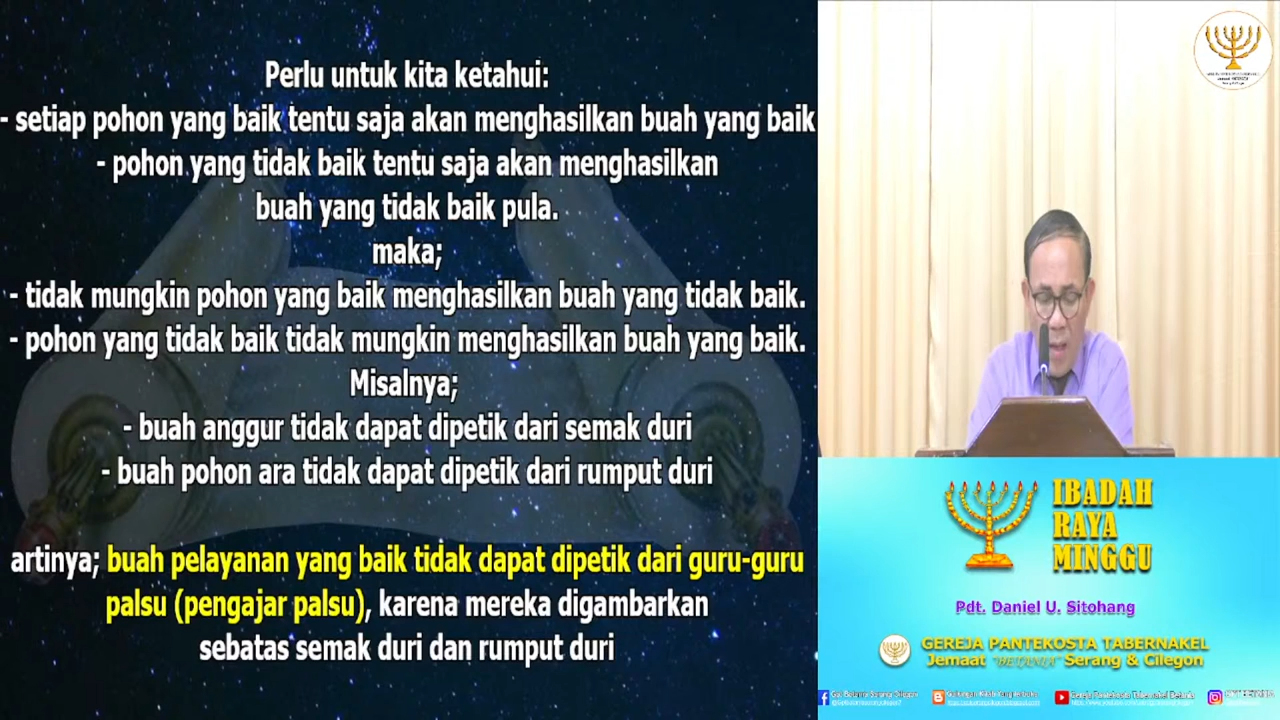 Perlu untuk kita ketahui:
- setiap pohon yang baik tentu saja akan menghasilkan buah yang baik
- pohon yang tidak baik tentu saja akan menghasilkan
buah yang tidak baik pula.
maka;
- tidak mungkin pohon yang baik menghasilkan buah yang tidak baik.
- pohon yang tidak baik tidak mungkin menghasilkan buah yang baik.
Misalnya;
- buah anggur tidak dapat dipetik dari semak duri
- buah pohon ara tidak dapat dipetik dari rumput duri
artinya; buah pelayanan yang baik tidak dapat dipetik dari guru-guru
palsu (pengajar palsu), karena mereka digambarkan
sebatas semak duri dan rumput duri
IBADAH
RAYA
MINGGU
Pdt. Daniel U. Sitohang
GEREJA PANTEKOSTA TABERNAKEL
Jemaat "BETANIA" Serang & Cilegon